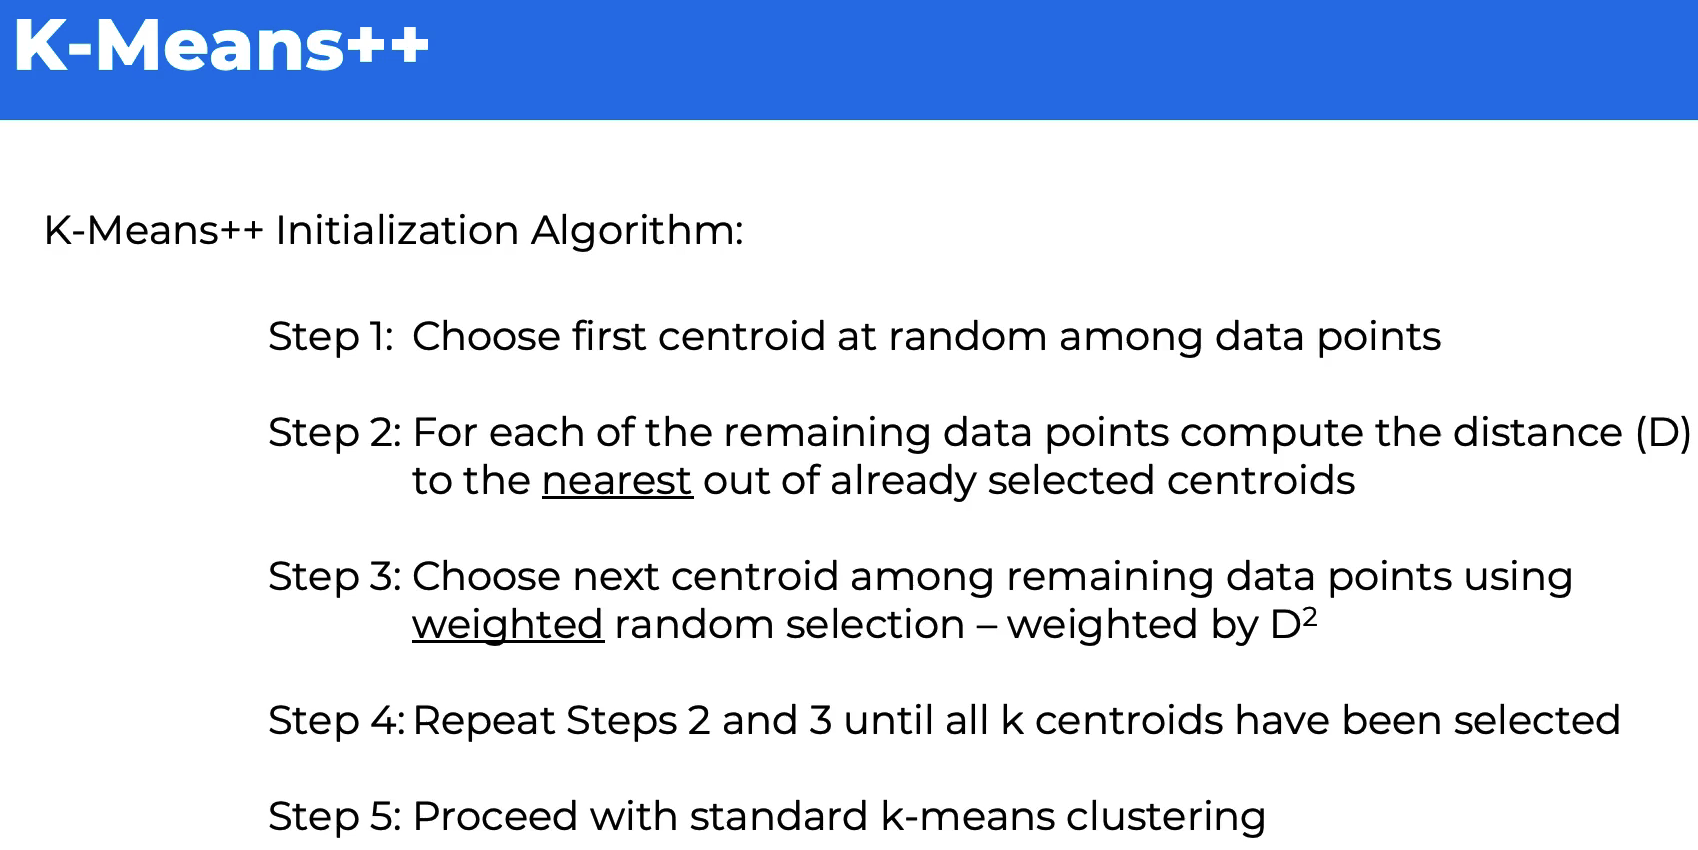 K-Means++
K-Means++ Initialization Algorithm:
Step 1: Choose first centroid at random among data points
Step 2: For each of the remaining data points compute the distance (D)
to the nearest out of already selected centroids
Step 3: Choose next centroid among remaining data points using
weighted random selection – weighted by D²
Step 4: Repeat Steps 2 and 3 until all k centroids have been selected
Step 5: Proceed with standard k-means clustering